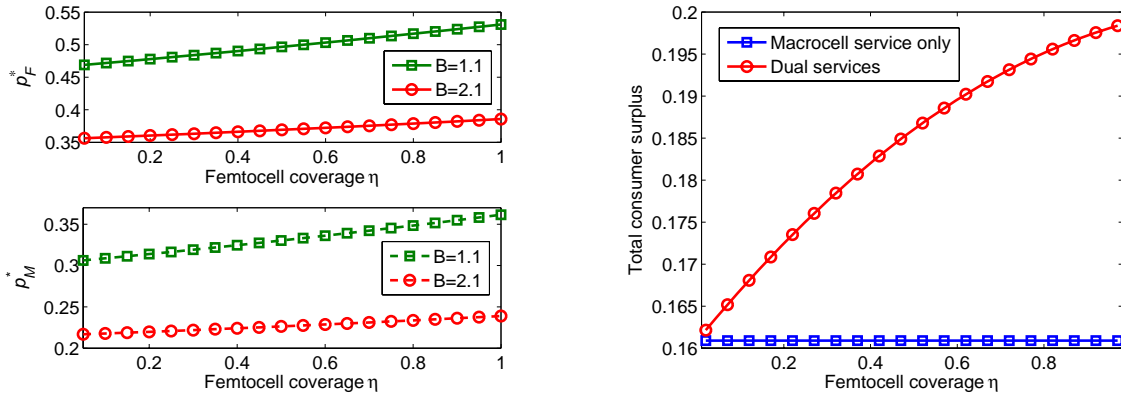 0.55
0.45
0.35
p*F
B=1.1
B=2.1
0.2 0.4 0.6 0.8 1
Femtocell coverage η
0.35
0.3
0.25
0.2
p*M
B=1.1
B=2.1
0.2 0.4 0.6 0.8 1
Femtocell coverage η
0.2
0.195
0.19
0.185
0.18
0.175
0.17
0.165
0.16
Total consumer surplus
Macrocell service only
Dual services
0.2 0.4 0.6 0.8
Femtocell coverage η